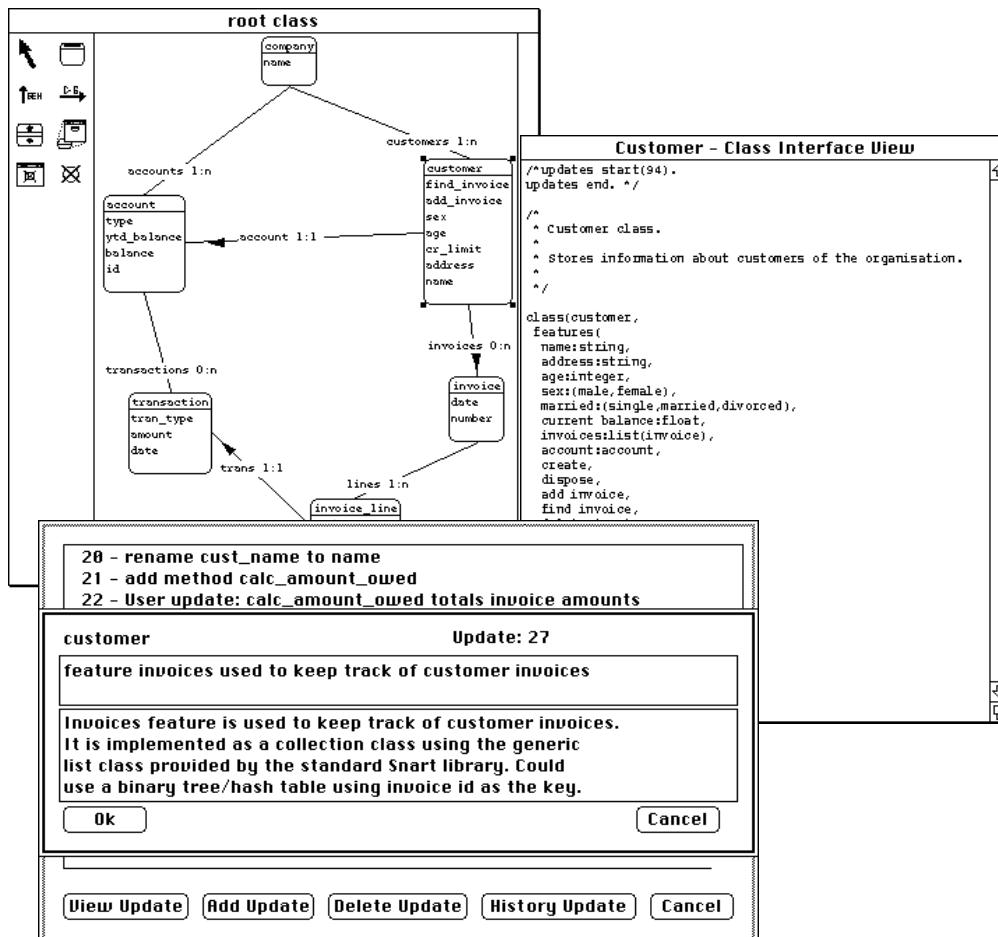 root class
company
name
GEN
customers 1:n
accounts 1:n
customer
find_invoice
add_invoice
sex
age
cr_limit
address
name
account
type
ytd_balance
balance
id
account 1:1
invoices 0:n
transactions 0:n
invoice
date
number
transaction
tran_type
amount
date
trans 1:1
lines 1:n
invoice_line
Customer - Class Interface View
/*updates start(94).
updates end. */
/*
* Customer class.
*
* Stores information about customers of the organisation.
*
*/
class(customer,
features(
name:string,
address:string,
age:integer,
sex:(male,female),
married:(single,married,divorced),
current balance:float,
invoices:list(invoice),
account:account,
create,
dispose,
add invoice,
find invoice,
20 - rename cust_name to name
21 - add method calc_amount_owed
22 - User update: calc_amount_owed totals invoice amounts
customer Update: 27
feature invoices used to keep track of customer invoices
Invoices feature is used to keep track of customer invoices.
It is implemented as a collection class using the generic
list class provided by the standard Snart library. Could
use a binary tree/hash table using invoice id as the key.
Ok Cancel
View Update Add Update Delete Update History Update Cancel